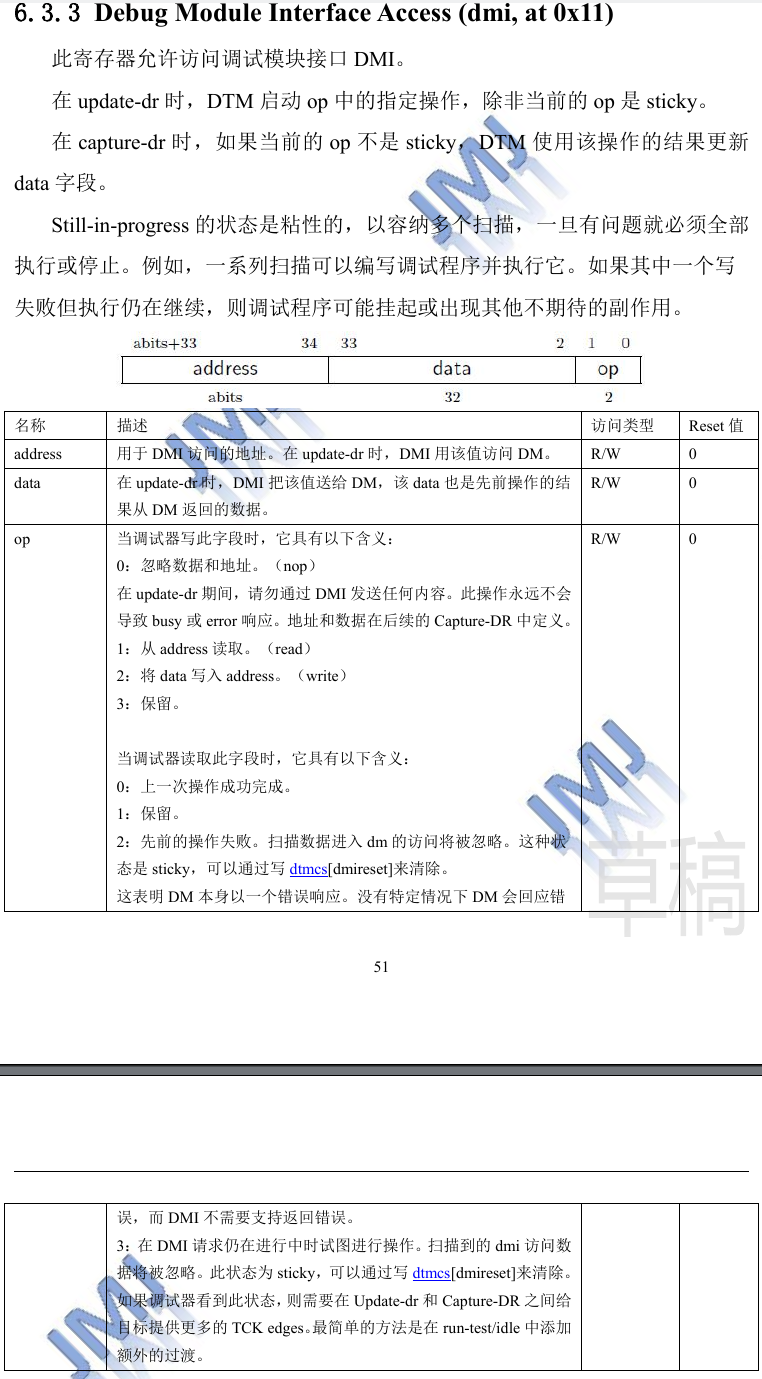 6.3.3 Debug Module Interface Access (dmi, at 0x11)
此寄存器允许访问调试模块接口 DMI。
在 update-dr 时，DTM 启动 op 中的指定操作，除非当前的 op 是 sticky。
在 capture-dr 时，如果当前的 op 不是 sticky，DTM 使用该操作的结果更新
data 字段。
Still-in-progress 的状态是粘性的，以容纳多个扫描，一旦有问题就必须全部
执行或停止。例如，一系列扫描可以编写调试程序并执行它。如果其中一个写
失败但执行仍在继续，则调试程序可能挂起或出现其他不期待的副作用。
abits+33 34 33 2 1 0
address data op
abits 32 2
名称 描述 访问类型 Reset 值
address 用于 DMI 访问的地址。在 update-dr 时，DMI 用该值访问 DM。 R/W 0
data 在 update-dr 时，DMI 把该值送给 DM，该 data 也是先前操作的结 R/W 0
果从 DM 返回的数据。
op 当调试器写此字段时，它具有以下含义： R/W 0
0：忽略数据和地址。（nop）
在 update-dr 期间，请勿通过 DMI 发送任何内容。此操作永远不会
导致 busy 或 error 响应。地址和数据在后续的 Capture-DR 中定义。
1：从 address 读取。（read）
2：将 data 写入 address。（write）
3：保留。
当调试器读取此字段时，它具有以下含义：
0：上一次操作成功完成。
1：保留。
2：先前的操作失败。扫描数据进入 dm 的访问将被忽略。这种状
态是 sticky，可以通过写 dtmcs[dmireset]来清除。
这表明 DM 本身以一个错误响应。没有特定情况下 DM 会回应错
草稿
51
误，而 DMI 不需要支持返回错误。
3：在 DMI 请求仍在进行中时试图进行操作。扫描到的 dmi 访问数
据将被忽略。此状态为 sticky，可以通过写 dtmcs[dmireset]来清除。
如果调试器看到此状态，则需要在 Update-dr 和 Capture-DR 之间给
目标提供更多的 TCK edges。最简单的方法是在 run-test/idle 中添加
额外的过渡。
JMJ
JMJ
JMJ
JMJ